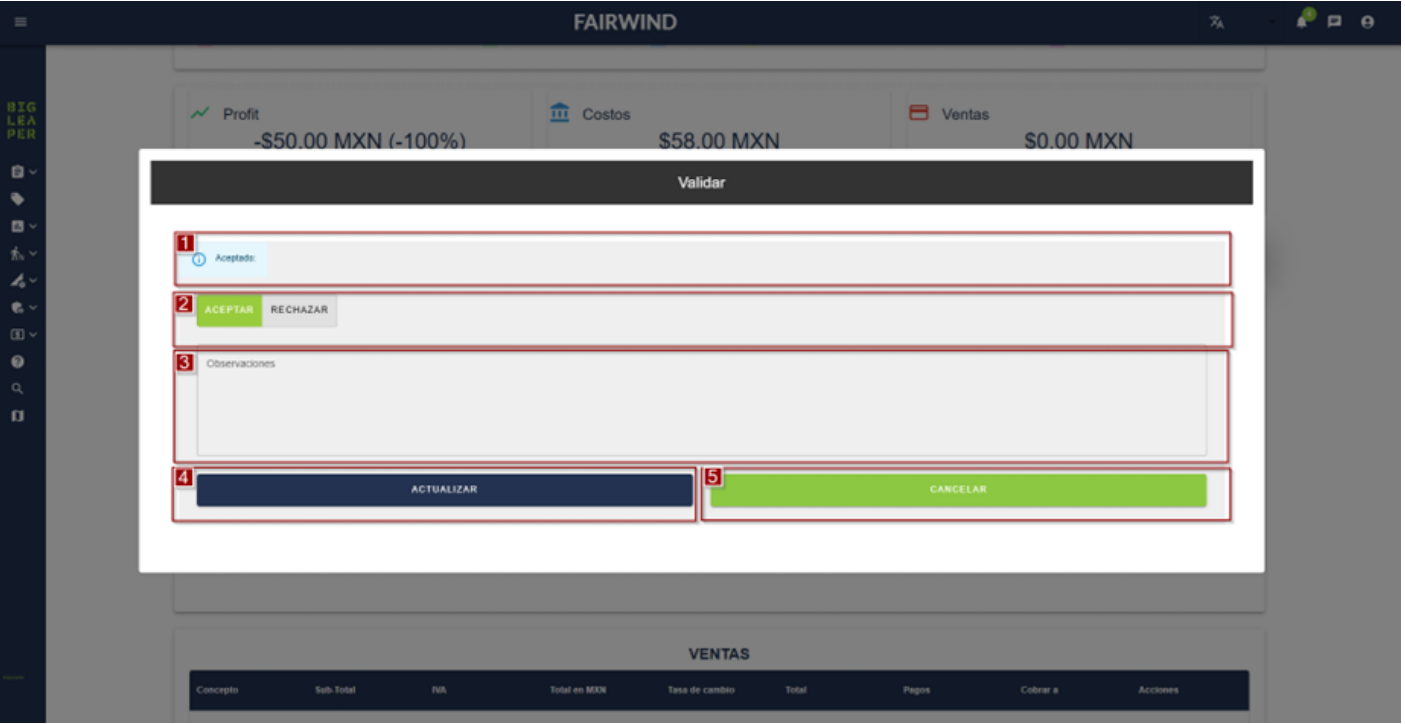 FAIRWIND
BIG
LEA
PER
Profit
Costos
Ventas
-$50.00 MXN (-100%)
$58.00 MXN
$0.00 MXN
Validar
1
Aceptado:
2
ACEPTAR
RECHAZAR
3
Observaciones
4
ACTUALIZAR
5
CANCELAR
VENTAS
Concepto
Sub-Total
IVA
Total en MXN
Tasa de cambio
Total
Pagos
Cobrar a
Acciones